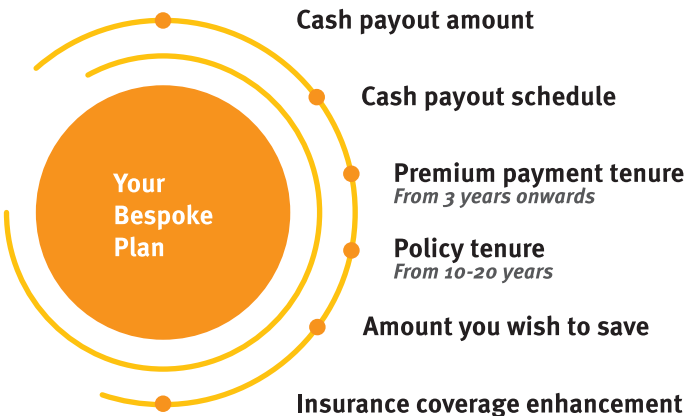 Cash payout amount
Cash payout schedule
Your
Bespoke
Plan
Premium payment tenure
From 3 years onwards
Policy tenure
From 10-20 years
Amount you wish to save
Insurance coverage enhancement